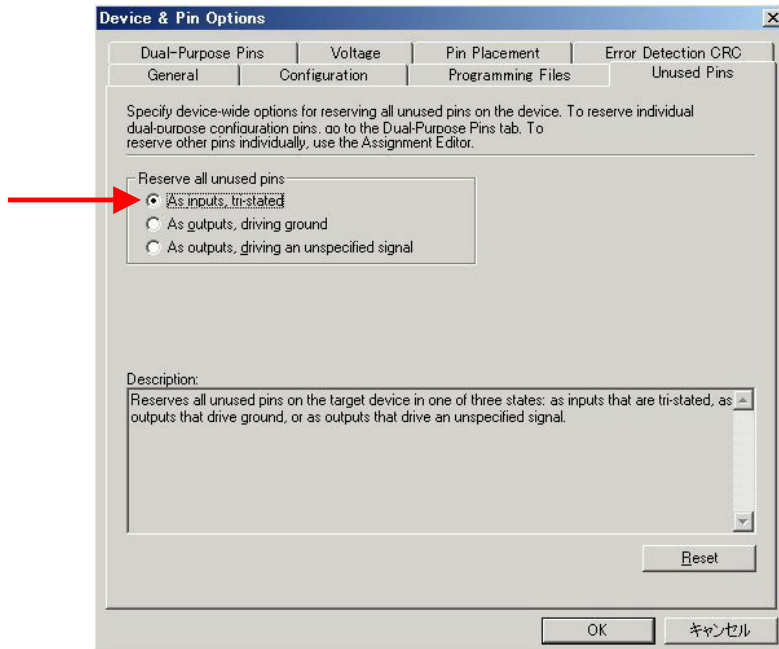 Device & Pin Options
Dual-Purpose Pins
Voltage
Pin Placement
Error Detection CRC
General
Configuration
Programming Files
Unused Pins
Specify device-wide options for reserving all unused pins on the device. To reserve individual
dual-purpose configuration pins, go to the Dual-Purpose Pins tab. To
reserve other pins individually, use the Assignment Editor.
Reserve all unused pins
As inputs, tri-stated
As outputs, driving ground
As outputs, driving an unspecified signal
Description:
Reserves all unused pins on the target device in one of three states: as inputs that are tri-stated, as
outputs that drive ground, or as outputs that drive an unspecified signal.
Reset
OK
キャンセル